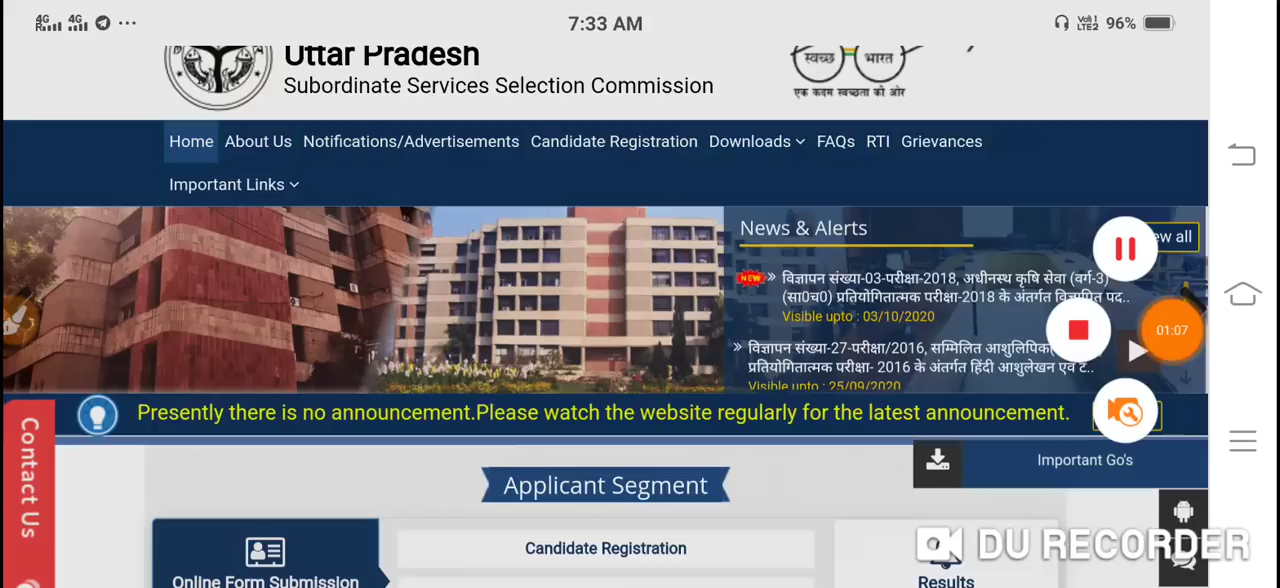 4G R 4G ... 7:33 AM VoLTE1 LTE2 96%
Uttar Pradesh
Subordinate Services Selection Commission
स्वच्छ भारत
एक कदम स्वच्छता की ओर
Home About Us Notifications/Advertisements Candidate Registration Downloads FAQs RTI Grievances
Important Links
News & Alerts
ew all
NEW » विज्ञापन संख्या-03-परीक्षा-2018, अधीनस्थ कृषि सेवा (वर्ग-3)
(सा0च0) प्रतियोगितात्मक परीक्षा-2018 के अंतर्गत विज्ञापित पद..
Visible upto : 03/10/2020
» विज्ञापन संख्या-27-परीक्षा/2016, सम्मिलित आशुलिपिक
प्रतियोगितात्मक परीक्षा- 2016 के अंतर्गत हिंदी आशुलेखन एवं ट..
Visible upto : 25/09/2020
01:07
Presently there is no announcement.Please watch the website regularly for the latest announcement.
Contact Us
Important Go's
Applicant Segment
Online Form Submission
Candidate Registration
Results
DU RECORDER